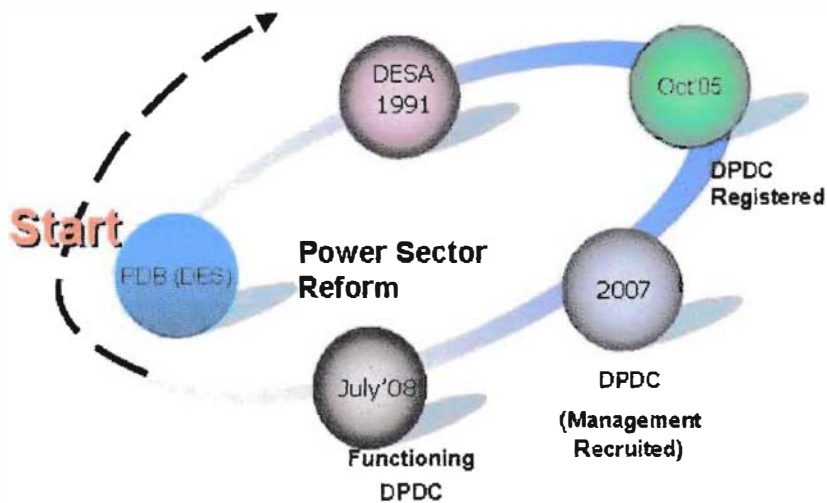 Start
PDB (DES)
DESA
1991
Oct'05
DPDC
Registered
Power Sector
Reform
2007
DPDC
(Management
Recruited)
July'08
Functioning
DPDC